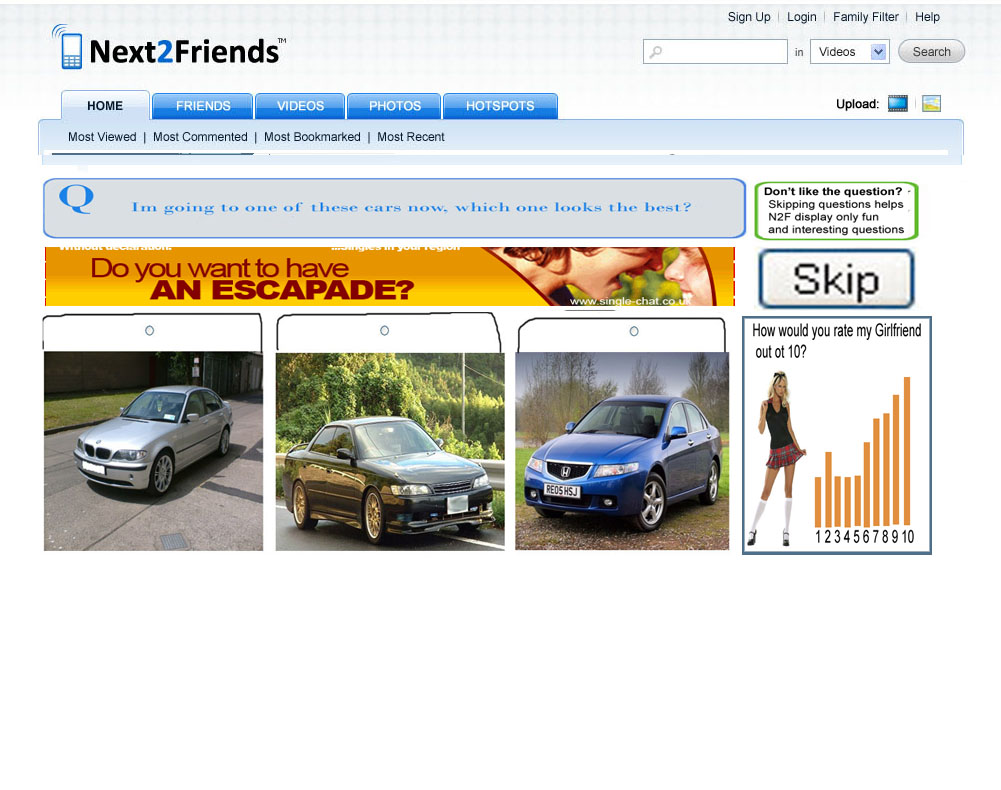 Sign Up | Login | Family Filter | Help
Next2Friends™
in Videos Search
HOME FRIENDS VIDEOS PHOTOS HOTSPOTS
Upload:
Most Viewed | Most Commented | Most Bookmarked | Most Recent
Q Im going to one of these cars now, which one looks the best?
Don't like the question?
Skipping questions helps
N2F display only fun
and interesting questions
Without declaration. ...singles in your region
Do you want to have
AN ESCAPADE?
www.single-chat.co.uk
Skip
How would you rate my Girlfriend
out ot 10?
RE05 HSJ
1 2 3 4 5 6 7 8 9 10